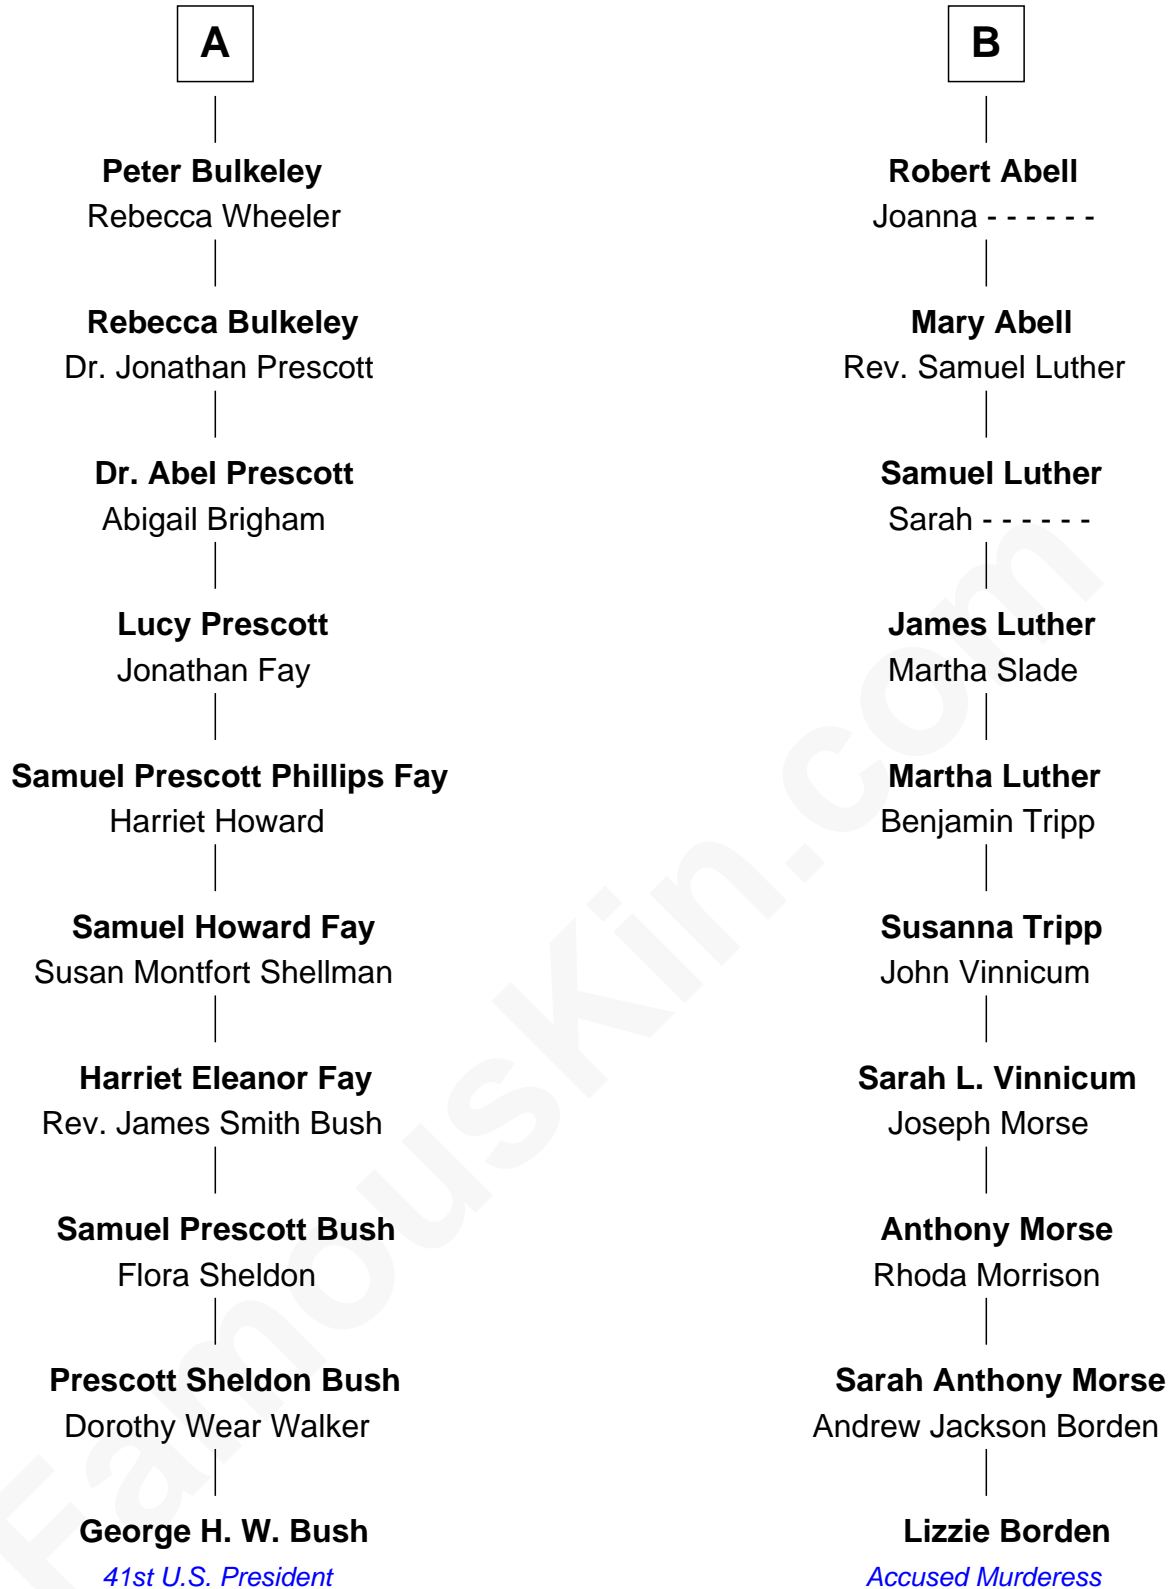 A
Peter Bulkeley
Rebecca Wheeler
Rebecca Bulkeley
Dr. Jonathan Prescott
Dr. Abel Prescott
Abigail Brigham
Lucy Prescott
Jonathan Fay
Samuel Prescott Phillips Fay
Harriet Howard
Samuel Howard Fay
Susan Montfort Shellman
Harriet Eleanor Fay
Rev. James Smith Bush
Samuel Prescott Bush
Flora Sheldon
Prescott Sheldon Bush
Dorothy Wear Walker
George H. W. Bush
41st U.S. President
B
Robert Abell
Joanna - - - - - -
Mary Abell
Rev. Samuel Luther
Samuel Luther
Sarah - - - - - -
James Luther
Martha Slade
Martha Luther
Benjamin Tripp
Susanna Tripp
John Vinnicum
Sarah L. Vinnicum
Joseph Morse
Anthony Morse
Rhoda Morrison
Sarah Anthony Morse
Andrew Jackson Borden
Lizzie Borden
Accused Murderess
FamousKin.com